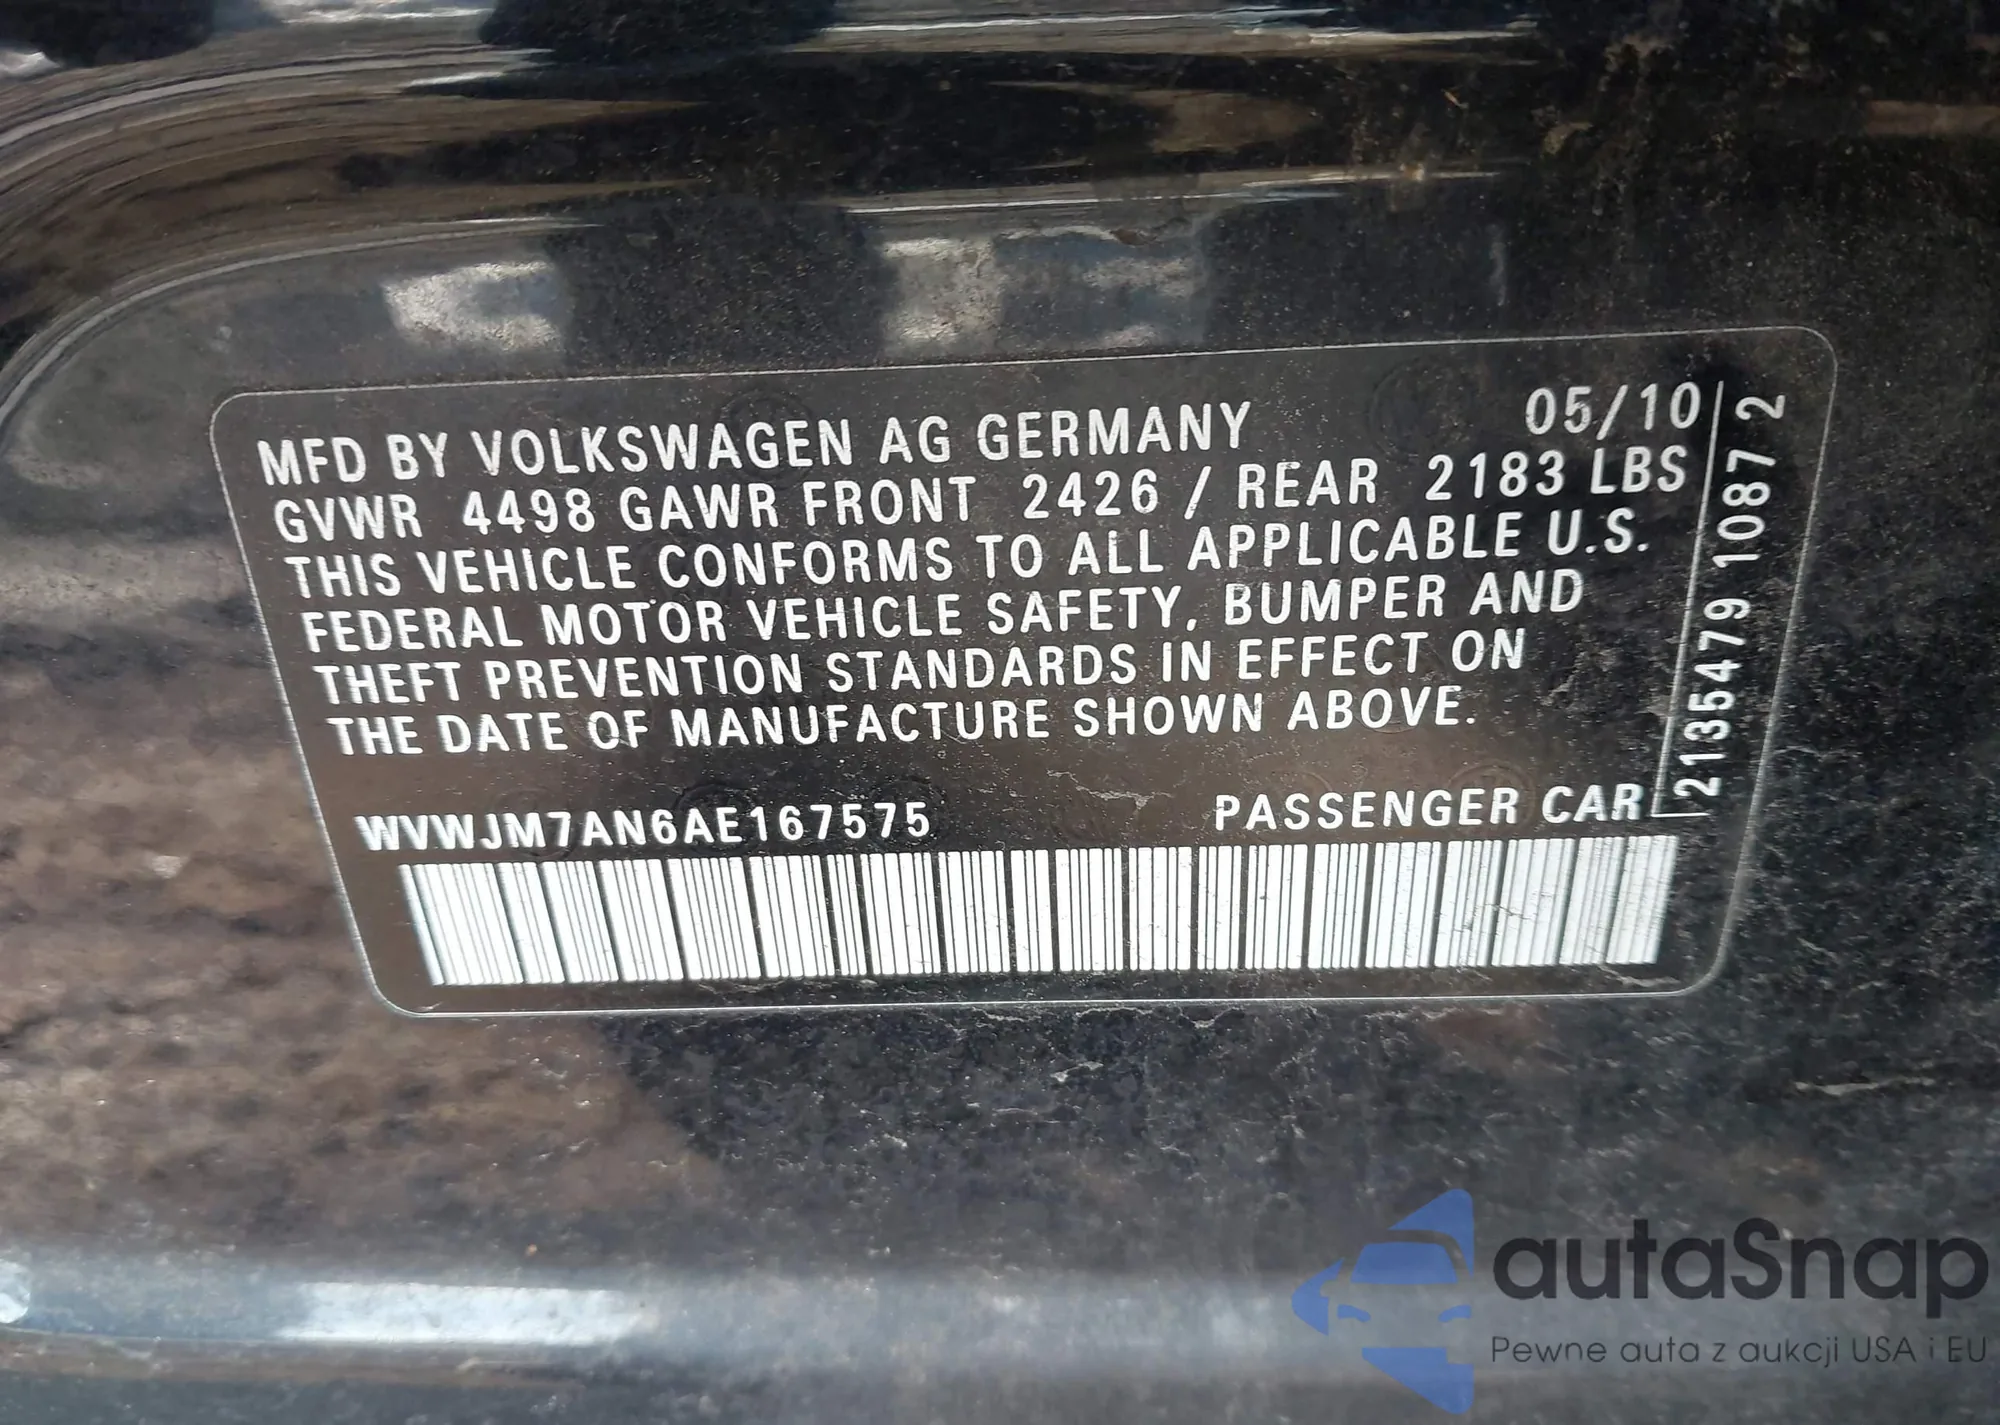 MFD BY VOLKSWAGEN AG GERMANY 05/10
GVWR 4498 GAWR FRONT 2426 / REAR 2183 LBS
THIS VEHICLE CONFORMS TO ALL APPLICABLE U.S.
FEDERAL MOTOR VEHICLE SAFETY, BUMPER AND
THEFT PREVENTION STANDARDS IN EFFECT ON
THE DATE OF MANUFACTURE SHOWN ABOVE.
WVWJM7AN6AE167575 PASSENGER CAR
2135479 1087 2
autaSnap
Pewne auta z aukcji USA i EU